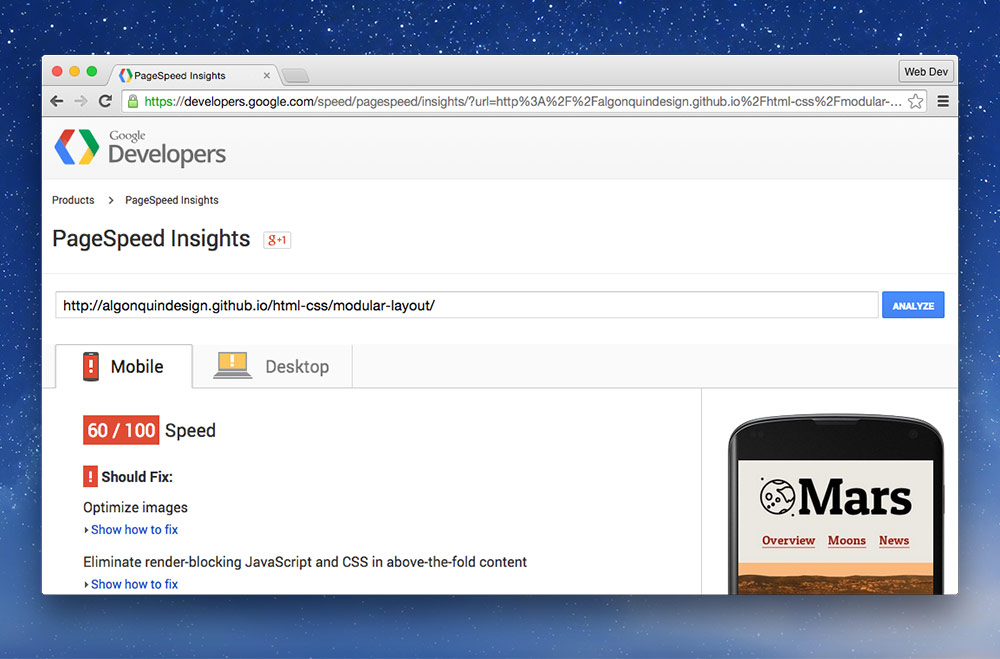 PageSpeed Insights
Web Dev
https://developers.google.com/speed/pagespeed/insights/?url=http%3A%2F%2Falgonquindesign.github.io%2Fhtml-css%2Fmodular-...
Google
Developers
Products > PageSpeed Insights
PageSpeed Insights g+1
http://algonquindesign.github.io/html-css/modular-layout/ ANALYZE
! Mobile ! Desktop
60 / 100 Speed
! Should Fix:
Optimize images
Show how to fix
Eliminate render-blocking JavaScript and CSS in above-the-fold content
Show how to fix
Mars
Overview Moons News